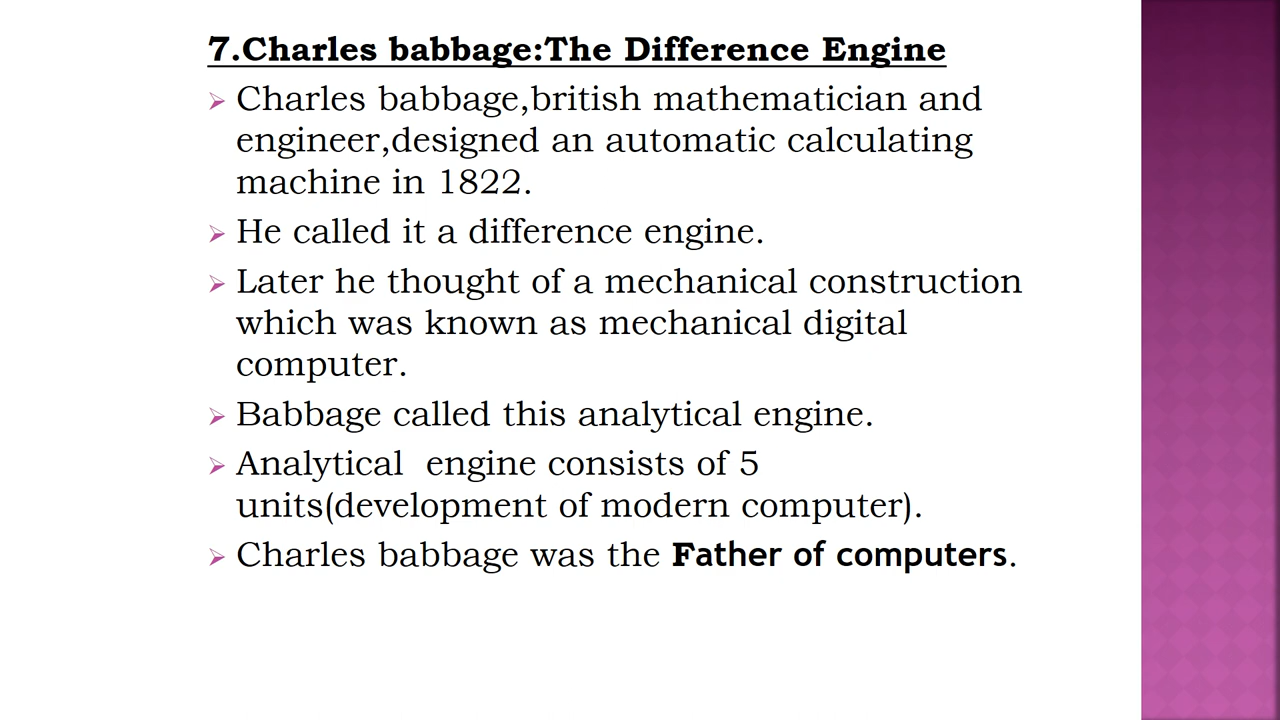 7.Charles babbage:The Difference Engine
➢ Charles babbage,british mathematician and
engineer,designed an automatic calculating
machine in 1822.
➢ He called it a difference engine.
➢ Later he thought of a mechanical construction
which was known as mechanical digital
computer.
➢ Babbage called this analytical engine.
➢ Analytical  engine consists of 5
units(development of modern computer).
➢ Charles babbage was the Father of computers.